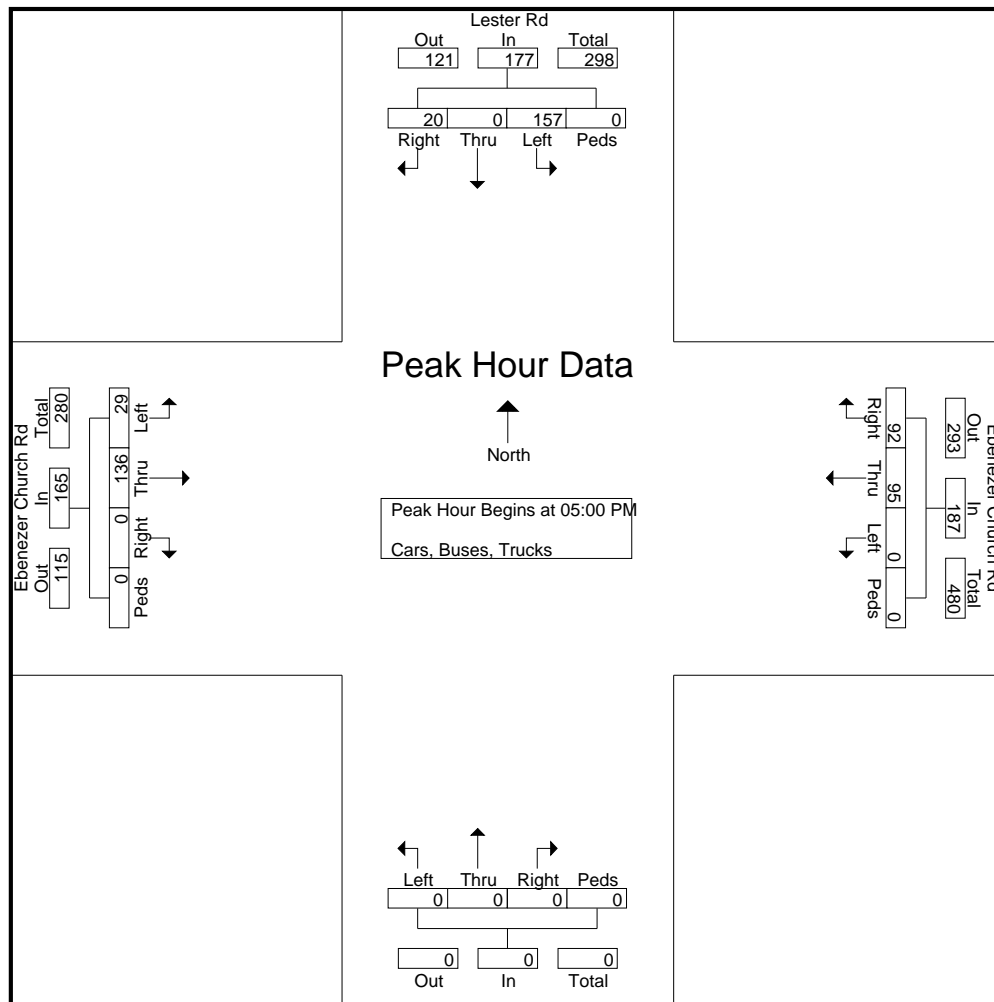 Lester Rd
Out In Total
121 177 298
20 0 157 0
Right Thru Left Peds
Peak Hour Data
North
Peak Hour Begins at 05:00 PM
Cars, Buses, Trucks
Ebenezer Church Rd
Out In Total
115 165 280
29 136 0 0
Left Thru Right Peds
Ebenezer Church Rd
Out In Total
293 187 480
92 95 0 0
Right Thru Left Peds
Left Thru Right Peds
0 0 0 0
0 0 0
Out In Total